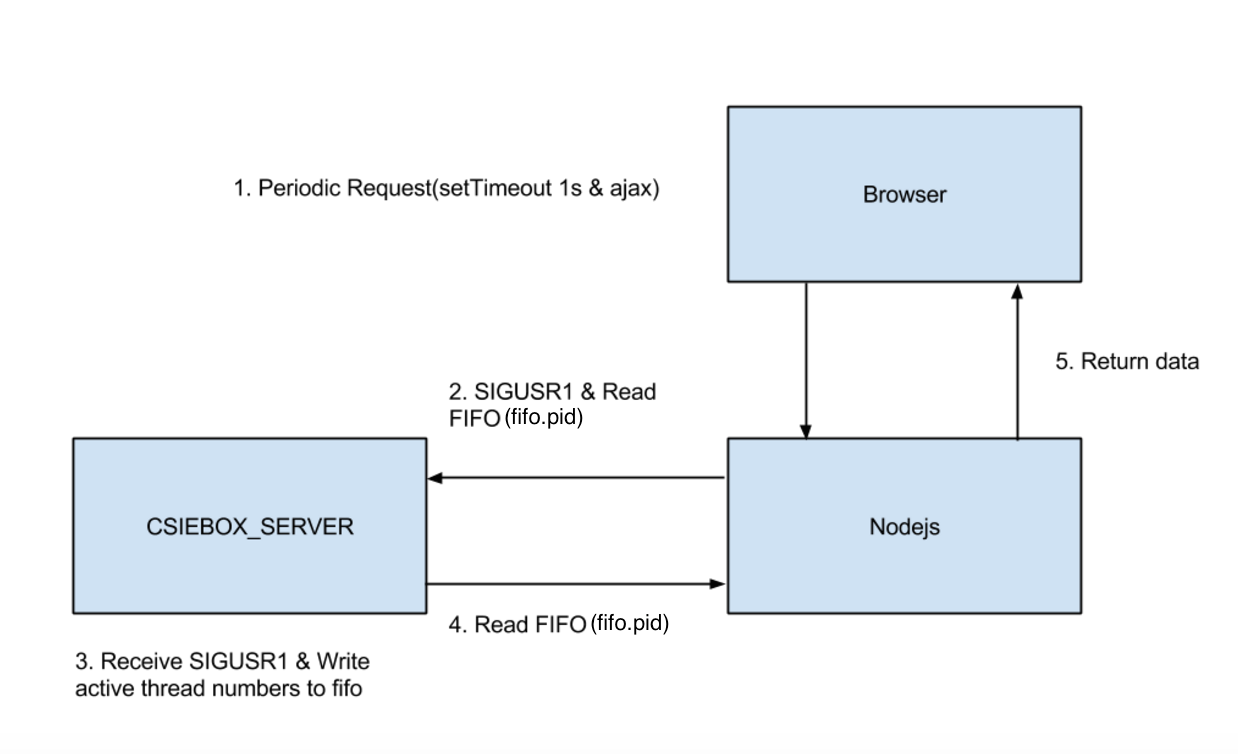 1. Periodic Request(setTimeout 1s & ajax)
Browser
5. Return data
2. SIGUSR1 & Read
FIFO (fifo.pid)
CSIEBOX_SERVER
Nodejs
4. Read FIFO (fifo.pid)
3. Receive SIGUSR1 & Write
active thread numbers to fifo